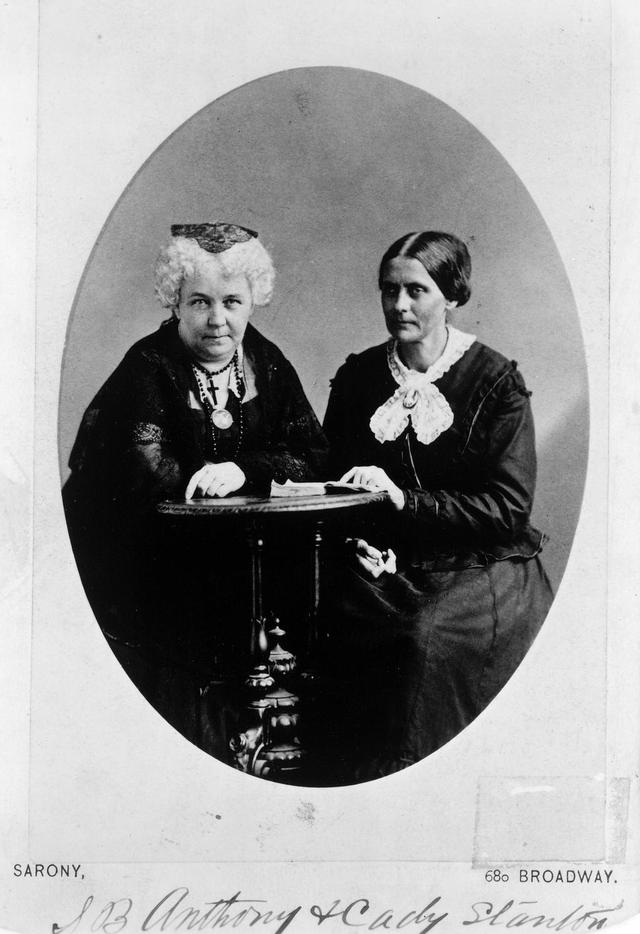 SARONY,
680 BROADWAY.
S B Anthony & Cady Stanton